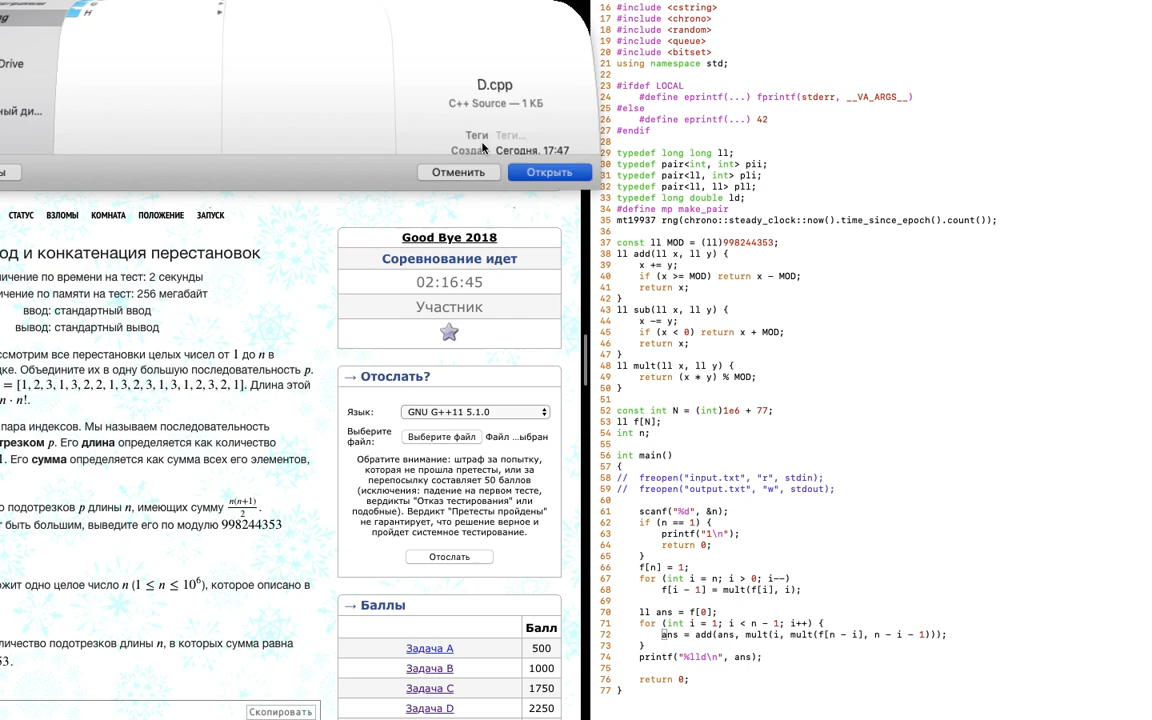 Drive
ный ди...
D.cpp
C++ Source — 1 КБ
Теги Теги...
Созда Сегодня, 17:47
ы
Отменить
Открыть
СТАТУС ВЗЛОМЫ КОМНАТА ПОЛОЖЕНИЕ ЗАПУСК
од и конкатенация перестановок
ничение по времени на тест: 2 секунды
ичение по памяти на тест: 256 мегабайт
ввод: стандартный ввод
вывод: стандартный вывод
ссмотрим все перестановки целых чисел от 1 до n в
дке. Объедините их в одну большую последовательность p.
= [1, 2, 3, 1, 3, 2, 2, 1, 3, 2, 3, 1, 3, 1, 2, 3, 2, 1]. Длина этой
n · n!.
пара индексов. Мы называем последовательность
трезком p. Его длина определяется как количество
1. Его сумма определяется как сумма всех его элементов,
о подотрезков p длины n, имеющих сумму n(n+1)/2.
т быть большим, выведите его по модулю 998244353
жит одно целое число n (1 ≤ n ≤ 10^6), которое описано в
личество подотрезков длины n, в которых сумма равна
53.
Скопировать
Good Bye 2018
Соревнование идет
02:16:45
Участник
→ Отослать?
Язык: GNU G++11 5.1.0
Выберите файл: Выберите файл Файл ...ыбран
Обратите внимание: штраф за попытку,
которая не прошла претесты, или за
перепосылку составляет 50 баллов
(исключения: падение на первом тесте,
вердикты "Отказ тестирования" или
подобные). Вердикт "Претесты пройдены"
не гарантирует, что решение верное и
пройдет системное тестирование.
Отослать
→ Баллы
Балл
Задача A 500
Задача B 1000
Задача C 1750
Задача D 2250
16 #include <cstring>
17 #include <chrono>
18 #include <random>
19 #include <queue>
20 #include <bitset>
21 using namespace std;
22
23 #ifdef LOCAL
24     #define eprintf(...) fprintf(stderr, __VA_ARGS__)
25 #else
26     #define eprintf(...) 42
27 #endif
28
29 typedef long long ll;
30 typedef pair<int, int> pii;
31 typedef pair<ll, int> pli;
32 typedef pair<ll, ll> pll;
33 typedef long double ld;
34 #define mp make_pair
35 mt19937 rng(chrono::steady_clock::now().time_since_epoch().count());
36
37 const ll MOD = (ll)998244353;
38 ll add(ll x, ll y) {
39     x += y;
40     if (x >= MOD) return x - MOD;
41     return x;
42 }
43 ll sub(ll x, ll y) {
44     x -= y;
45     if (x < 0) return x + MOD;
46     return x;
47 }
48 ll mult(ll x, ll y) {
49     return (x * y) % MOD;
50 }
51
52 const int N = (int)1e6 + 77;
53 ll f[N];
54 int n;
55
56 int main()
57 {
58 //  freopen("input.txt", "r", stdin);
59 //  freopen("output.txt", "w", stdout);
60
61     scanf("%d", &n);
62     if (n == 1) {
63         printf("1\n");
64         return 0;
65     }
66     f[n] = 1;
67     for (int i = n; i > 0; i--)
68         f[i - 1] = mult(f[i], i);
69
70     ll ans = f[0];
71     for (int i = 1; i < n - 1; i++) {
72         ans = add(ans, mult(i, mult(f[n - i], n - i - 1)));
73     }
74     printf("%lld\n", ans);
75
76     return 0;
77 }